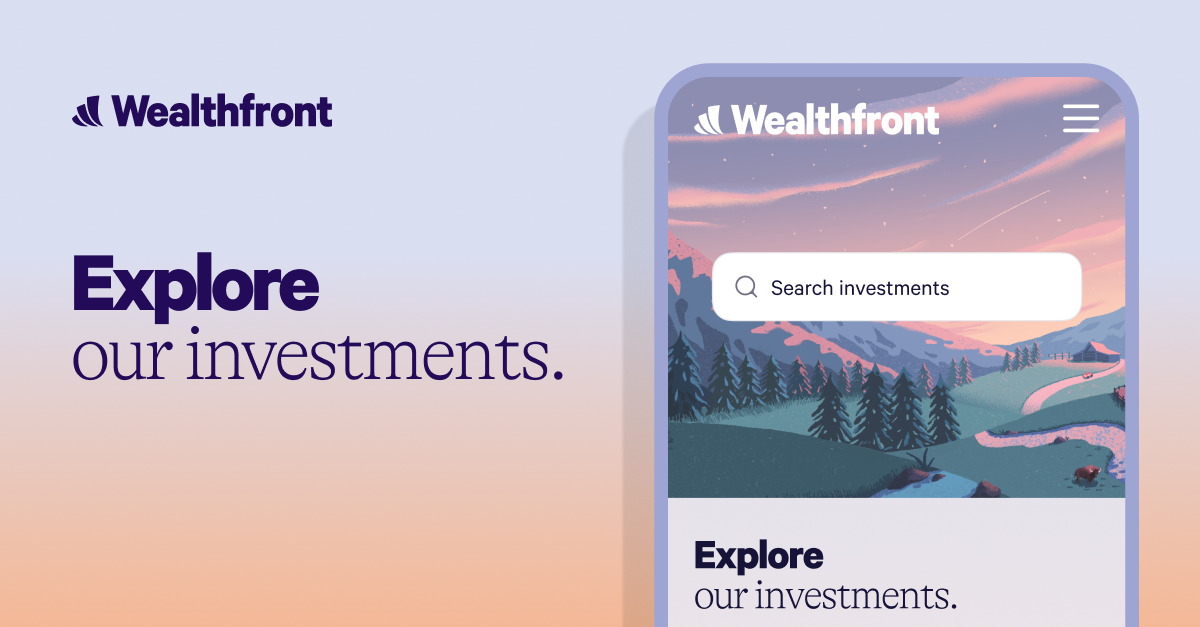 Wealthfront
Explore
our investments.
Wealthfront
Search investments
Explore
our investments.